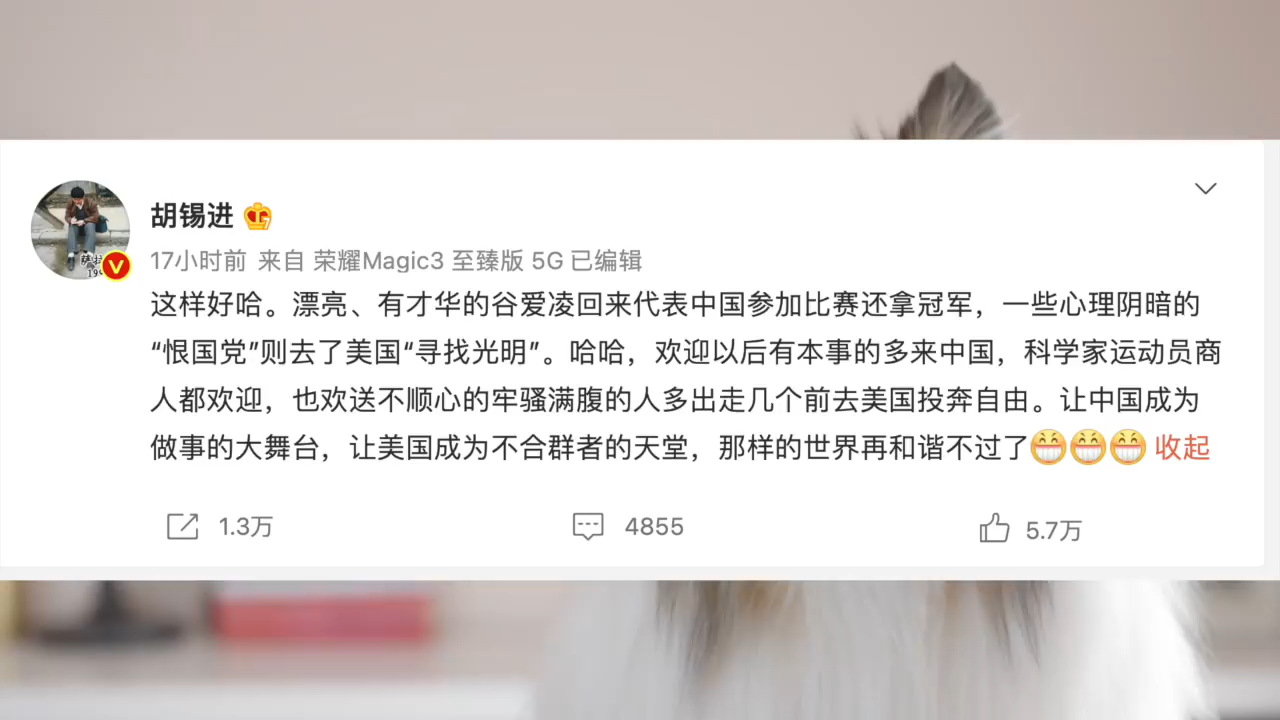 胡锡进
17小时前 来自 荣耀Magic3 至臻版 5G 已编辑
这样好哈。漂亮、有才华的谷爱凌回来代表中国参加比赛还拿冠军，一些心理阴暗的
“恨国党”则去了美国“寻找光明”。哈哈，欢迎以后有本事的多来中国，科学家运动员商
人都欢迎，也欢送不顺心的牢骚满腹的人多出走几个前去美国投奔自由。让中国成为
做事的大舞台，让美国成为不合群者的天堂，那样的世界再和谐不过了😁😁😁 收起
1.3万
4855
5.7万